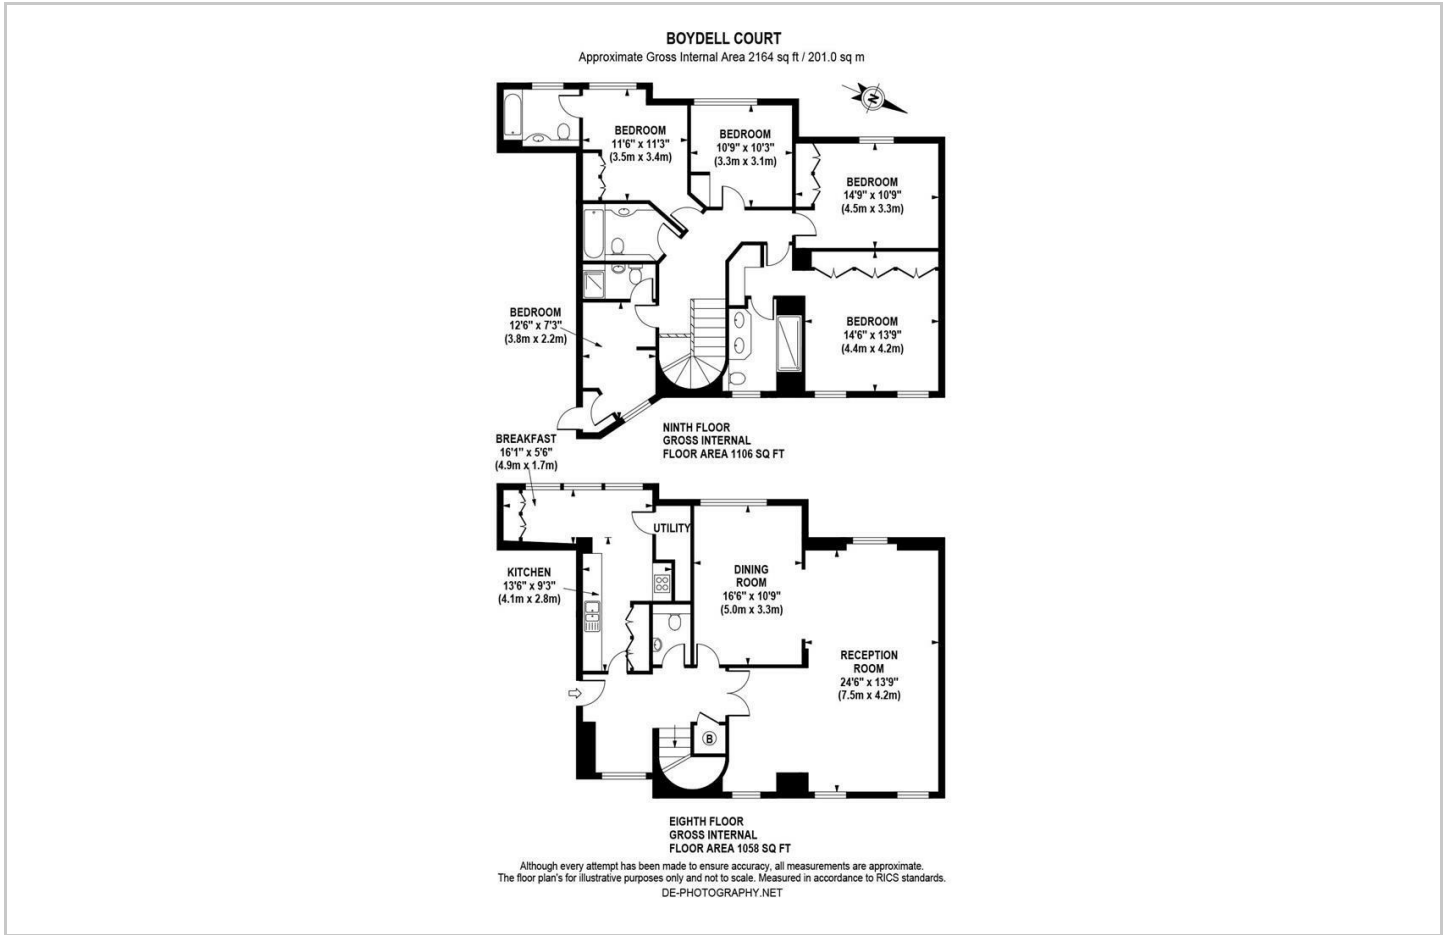 BOYDELL COURT
Approximate Gross Internal Area 2164 sq ft / 201.0 sq m
N
BEDROOM
11'6" x 11'3"
(3.5m x 3.4m)
BEDROOM
10'9" x 10'3"
(3.3m x 3.1m)
BEDROOM
14'9" x 10'9"
(4.5m x 3.3m)
BEDROOM
12'6" x 7'3"
(3.8m x 2.2m)
BEDROOM
14'6" x 13'9"
(4.4m x 4.2m)
NINTH FLOOR
GROSS INTERNAL
FLOOR AREA 1106 SQ FT
BREAKFAST
16'1" x 5'6"
(4.9m x 1.7m)
UTILITY
KITCHEN
13'6" x 9'3"
(4.1m x 2.8m)
DINING
ROOM
16'6" x 10'9"
(5.0m x 3.3m)
RECEPTION
ROOM
24'6" x 13'9"
(7.5m x 4.2m)
B
EIGHTH FLOOR
GROSS INTERNAL
FLOOR AREA 1058 SQ FT
Although every attempt has been made to ensure accuracy, all measurements are approximate.
The floor plan's for illustrative purposes only and not to scale. Measured in accordance to RICS standards.
DE-PHOTOGRAPHY.NET